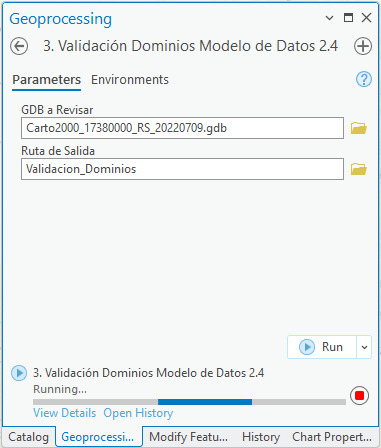 Geoprocessing
3. Validación Dominios Modelo de Datos 2.4
Parameters Environments
GDB a Revisar
Carto2000_17380000_RS_20220709.gdb
Ruta de Salida
Validacion_Dominios
Run
3. Validación Dominios Modelo de Datos 2.4
Running...
View Details Open History
Catalog Geoprocessi... Modify Featu... History Chart Propert...